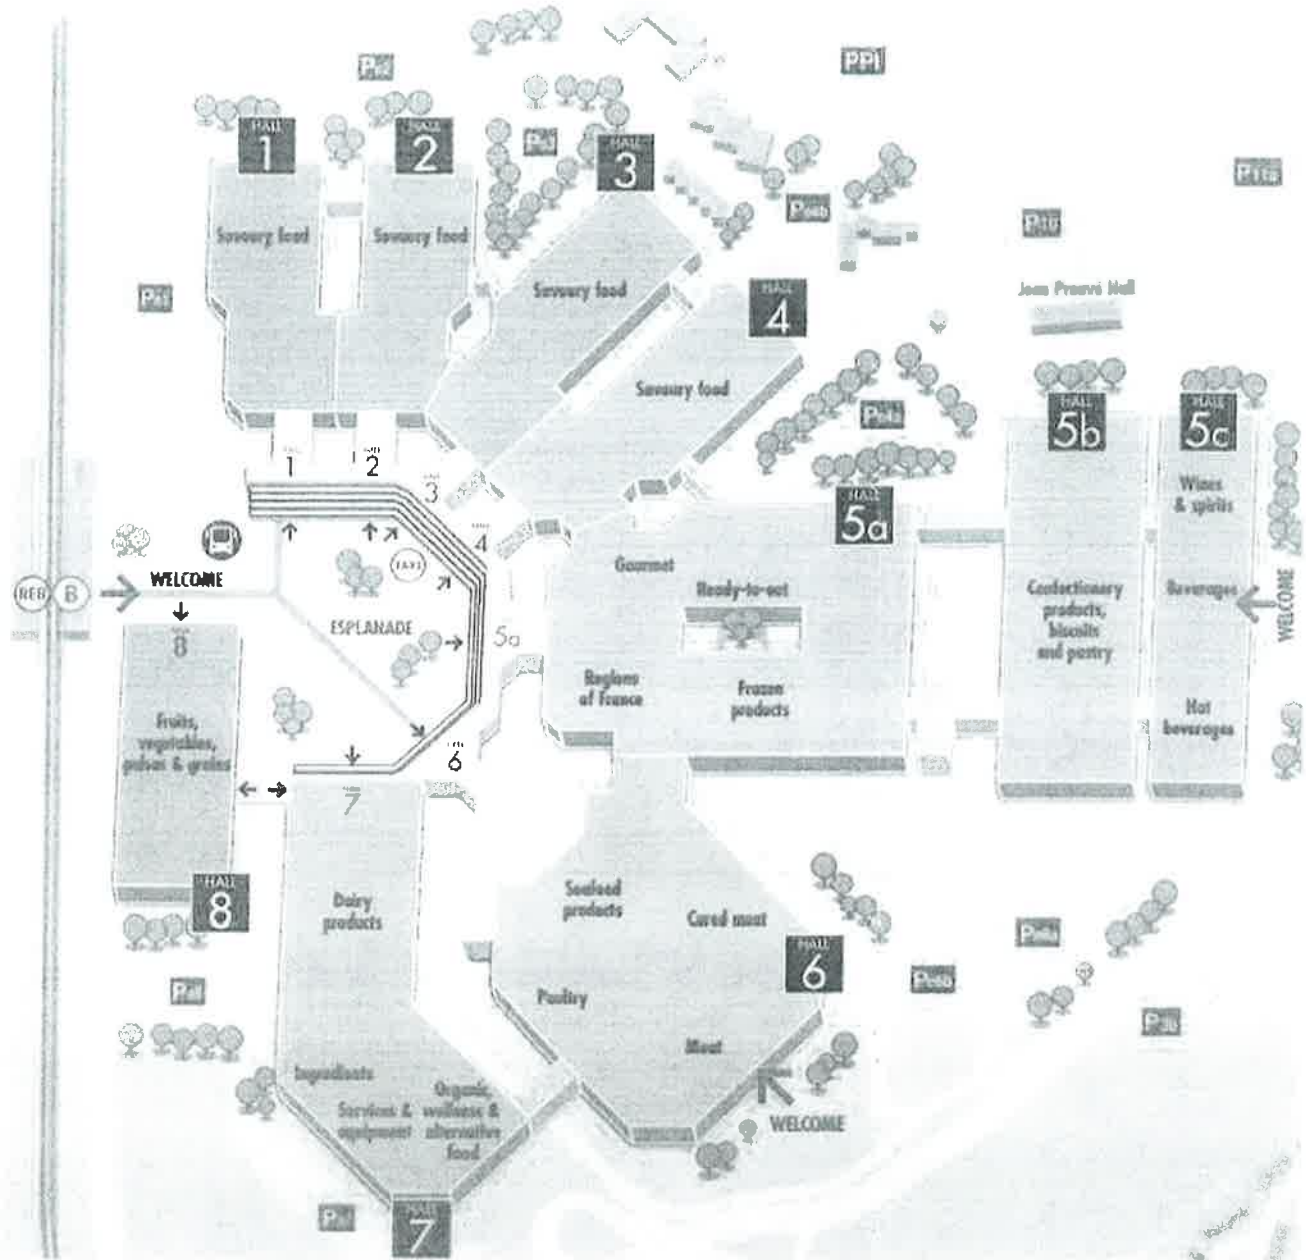 PP1
HALL
1
HALL
2
HALL
3
Savoury food
Savoury food
Savoury food
HALL
4
Savoury food
Jean Prouvé Hall
HALL
5b
HALL
5c
Wines
& spirits
1
2
3
4
HALL
5a
Gourmet
Ready-to-eat
Confectionery
products,
biscuits
and pastry
Beverages
WELCOME
Hot
beverages
RER B
WELCOME
TAXI
ESPLANADE
5a
Regions
of France
Frozen
products
8
Fruits,
vegetables,
pulses & grains
6
7
Dairy
products
Seafood
products
Cured meat
HALL
8
HALL
6
Poultry
Meat
Ingredients
Services &
equipment
Organic,
wellness &
alternative
food
WELCOME
HALL
7